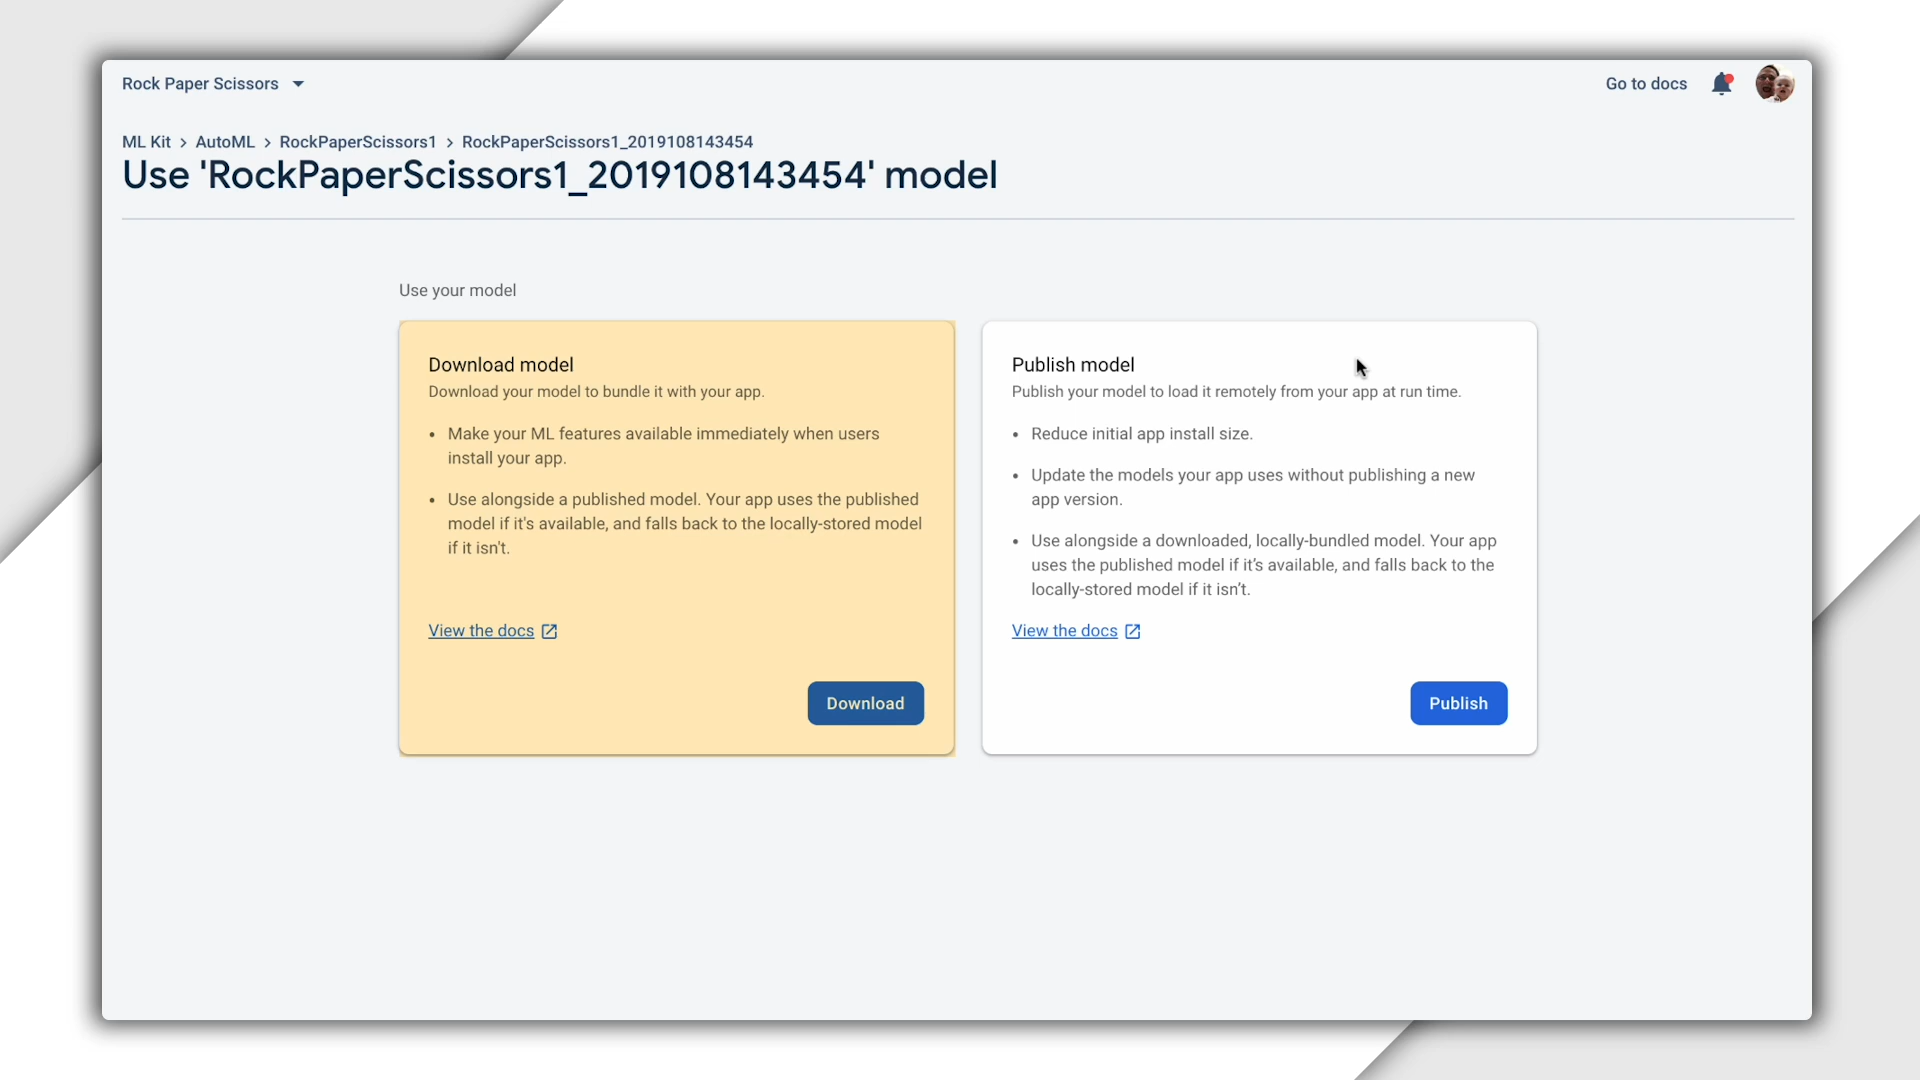 Rock Paper Scissors
Go to docs
ML Kit > AutoML > RockPaperScissors1 > RockPaperScissors1_2019108143454
Use 'RockPaperScissors1_2019108143454' model
Use your model
Download model
Download your model to bundle it with your app.
• Make your ML features available immediately when users
install your app.
• Use alongside a published model. Your app uses the published
model if it's available, and falls back to the locally-stored model
if it isn't.
View the docs
Download
Publish model
Publish your model to load it remotely from your app at run time.
• Reduce initial app install size.
• Update the models your app uses without publishing a new
app version.
• Use alongside a downloaded, locally-bundled model. Your app
uses the published model if it’s available, and falls back to the
locally-stored model if it isn’t.
View the docs
Publish